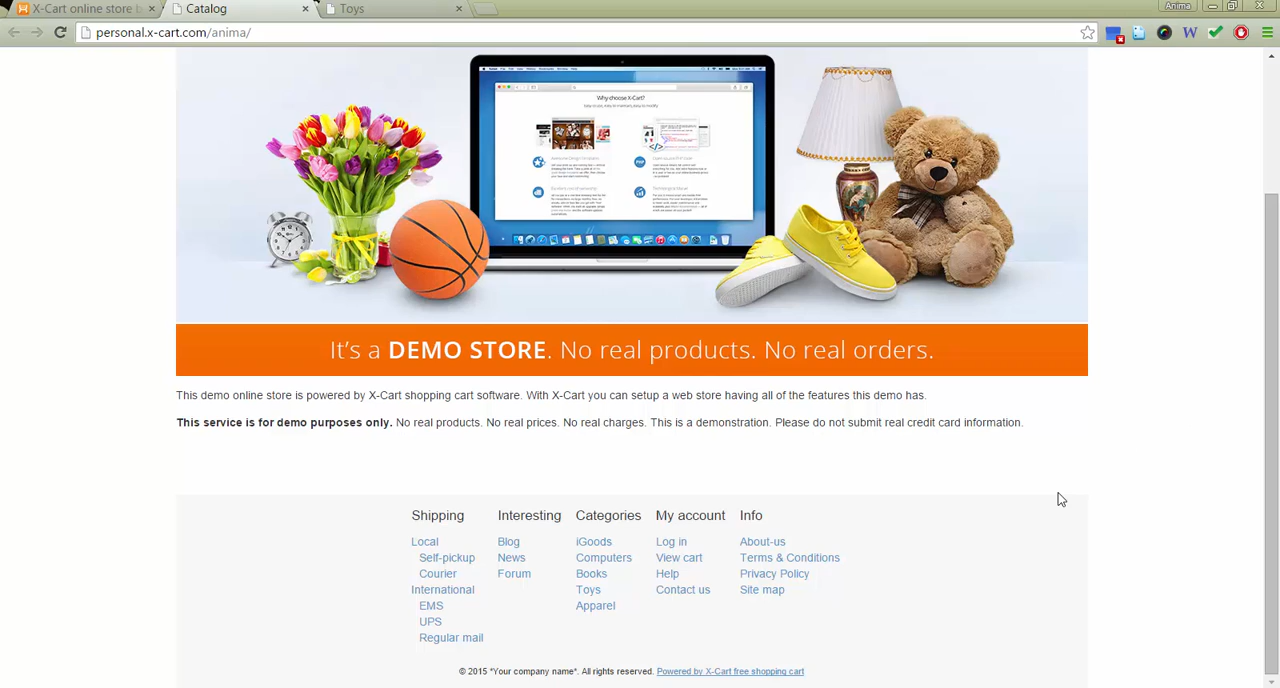 X-Cart online store b
Catalog
Toys
Anima
personal.x-cart.com/anima/
W
Why choose X-Cart?
PHP
It's a DEMO STORE. No real products. No real orders.
This demo online store is powered by X-Cart shopping cart software. With X-Cart you can setup a web store having all of the features this demo has.
This service is for demo purposes only. No real products. No real prices. No real charges. This is a demonstration. Please do not submit real credit card information.
Shipping
Local
Self-pickup
Courier
International
EMS
UPS
Regular mail
Interesting
Blog
News
Forum
Categories
iGoods
Computers
Books
Toys
Apparel
My account
Log in
View cart
Help
Contact us
Info
About-us
Terms & Conditions
Privacy Policy
Site map
© 2015 "Your company name". All rights reserved. Powered by X-Cart free shopping cart